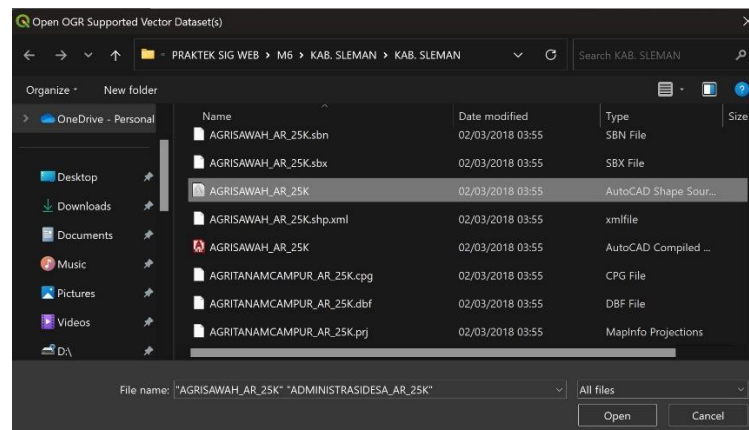 Open OGR Supported Vector Dataset(s)
PRAKTEK SIG WEB > M6 > KAB. SLEMAN > KAB. SLEMAN
Search KAB. SLEMAN
Organize
New folder
OneDrive - Personal
Desktop
Downloads
Documents
Music
Pictures
Videos
D:\
Name Date modified Type Size
AGRISAWAH_AR_25K.sbn 02/03/2018 03:55 SBN File
AGRISAWAH_AR_25K.sbx 02/03/2018 03:55 SBX File
AGRISAWAH_AR_25K 02/03/2018 03:55 AutoCAD Shape Sour...
AGRISAWAH_AR_25K.shp.xml 02/03/2018 03:55 xmlfile
AGRISAWAH_AR_25K 02/03/2018 03:55 AutoCAD Compiled ...
AGRITANAMCAMPUR_AR_25K.cpg 02/03/2018 03:55 CPG File
AGRITANAMCAMPUR_AR_25K.dbf 02/03/2018 03:55 DBF File
AGRITANAMCAMPUR_AR_25K.prj 02/03/2018 03:55 MapInfo Projections
File name: "AGRISAWAH_AR_25K" "ADMINISTRASIDESA_AR_25K"
All files
Open Cancel